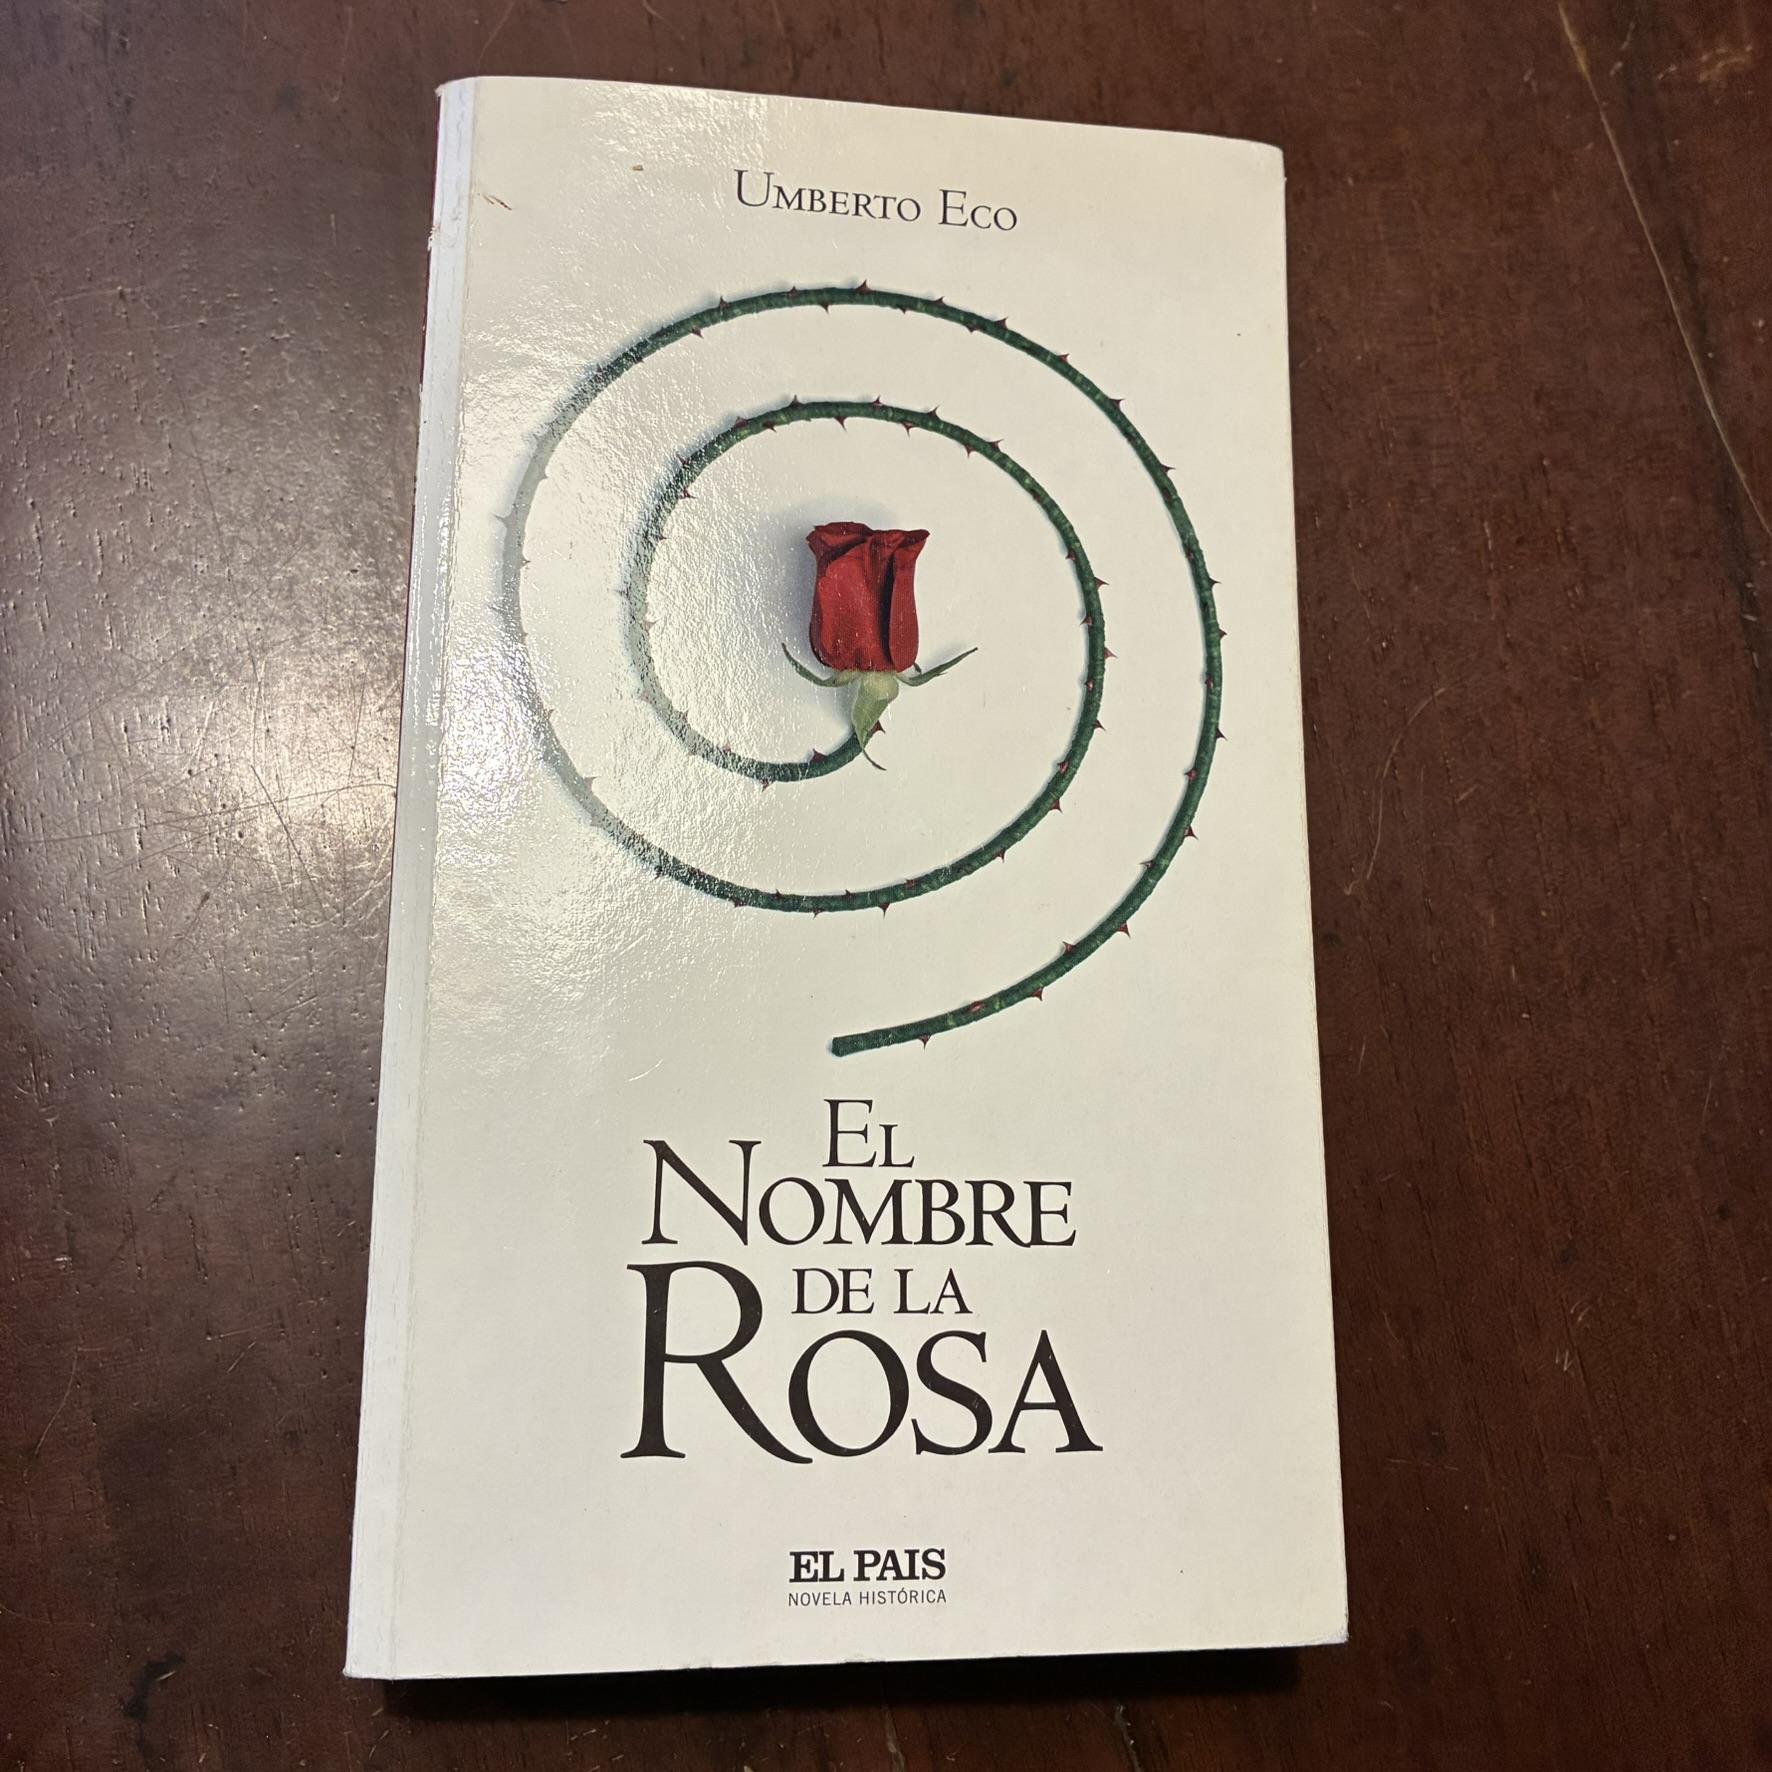 Umberto Eco
El
Nombre
de la
Rosa
EL PAIS
NOVELA HISTÓRICA